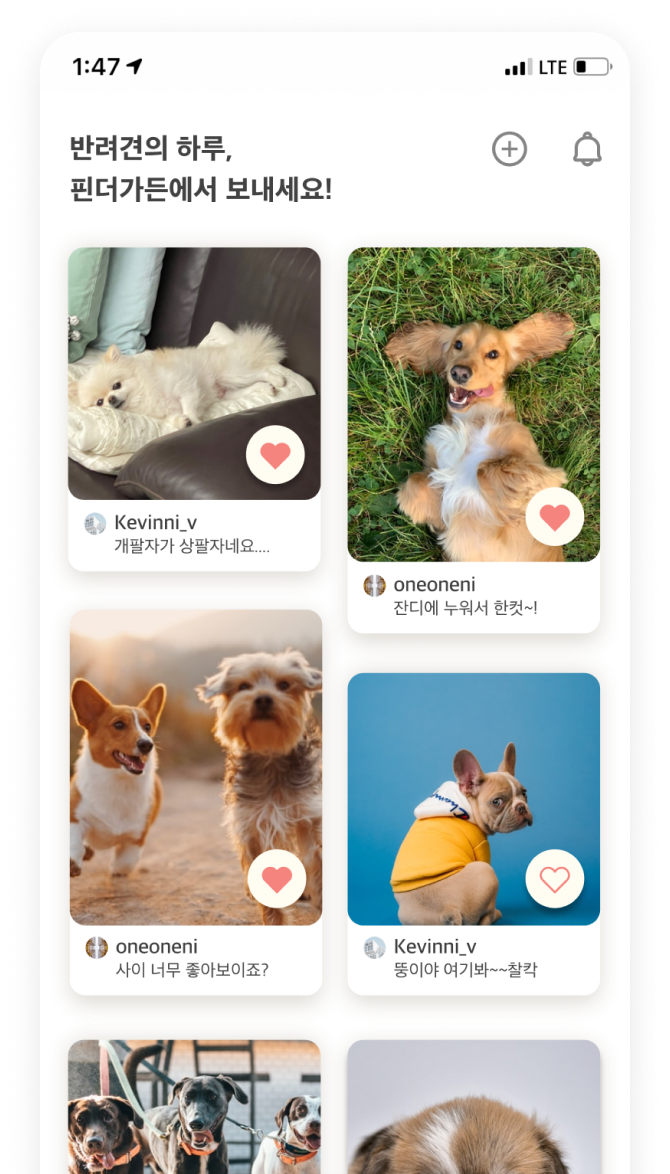 1:47
LTE
반려견의 하루,
핀더가든에서 보내세요!
Kevinni_v
개팔자가 상팔자네요....
oneoneni
잔디에 누워서 한컷~!
oneoneni
사이 너무 좋아보이죠?
Kevinni_v
뚱이야 여기봐~~찰칵